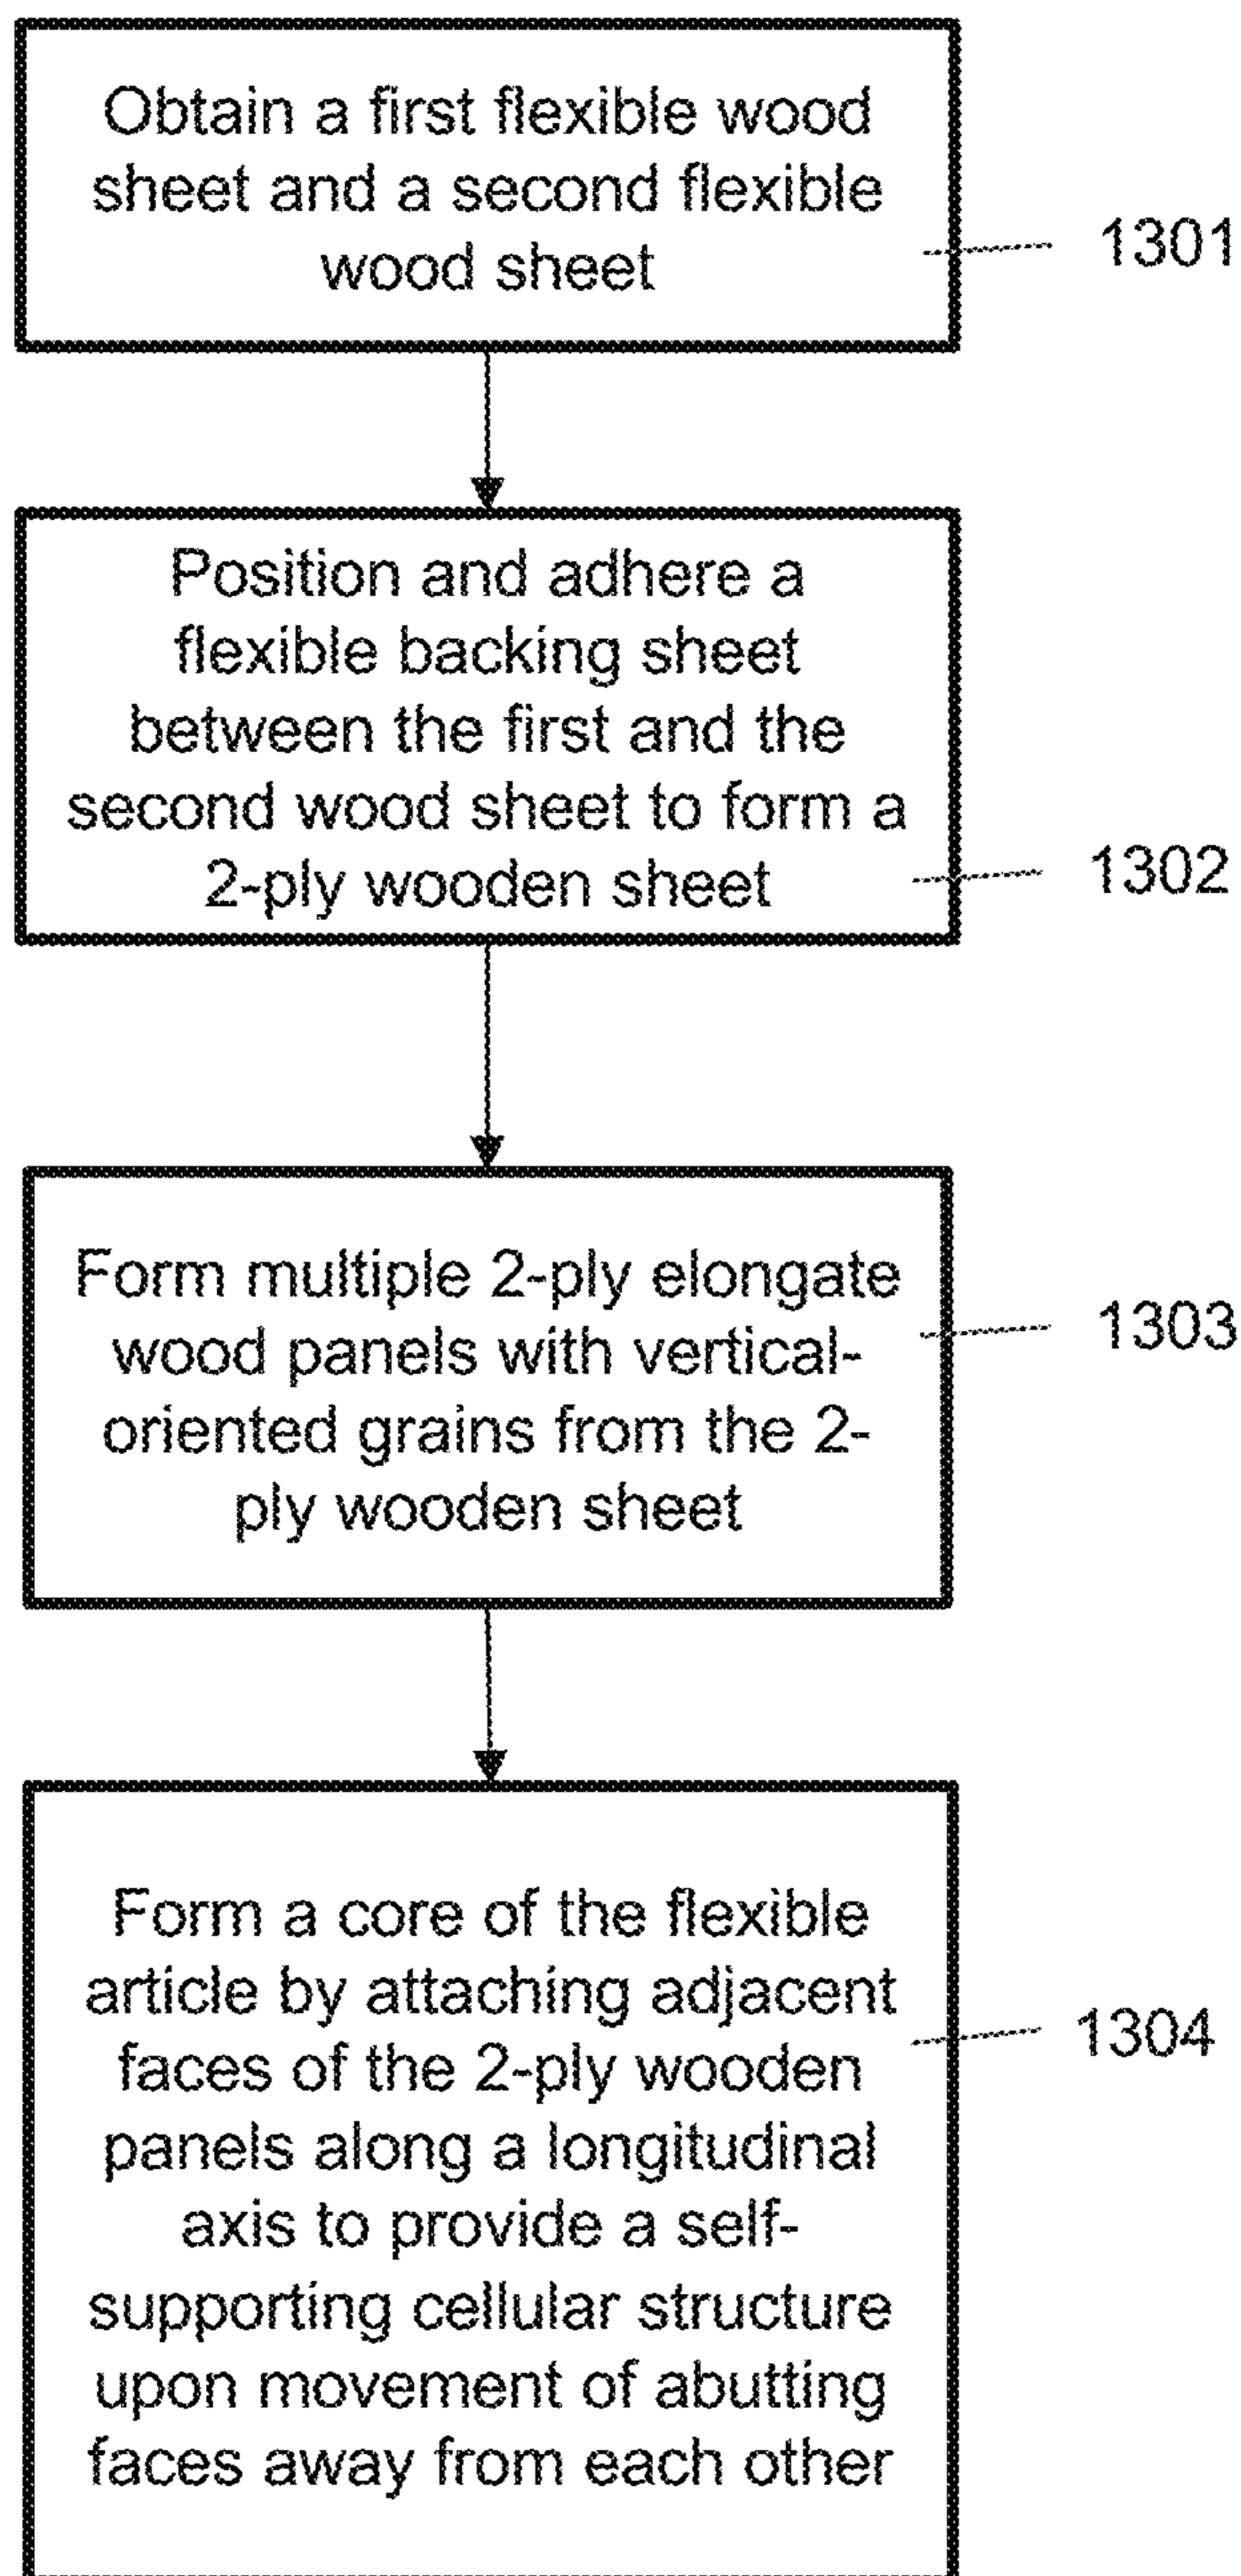 Obtain a first flexible wood
sheet and a second flexible
wood sheet
1301
Position and adhere a
flexible backing sheet
between the first and the
second wood sheet to form a
2-ply wooden sheet
1302
Form multiple 2-ply elongate
wood panels with vertical-
oriented grains from the 2-
ply wooden sheet
1303
Form a core of the flexible
article by attaching adjacent
faces of the 2-ply wooden
panels along a longitudinal
axis to provide a self-
supporting cellular structure
upon movement of abutting
faces away from each other
1304